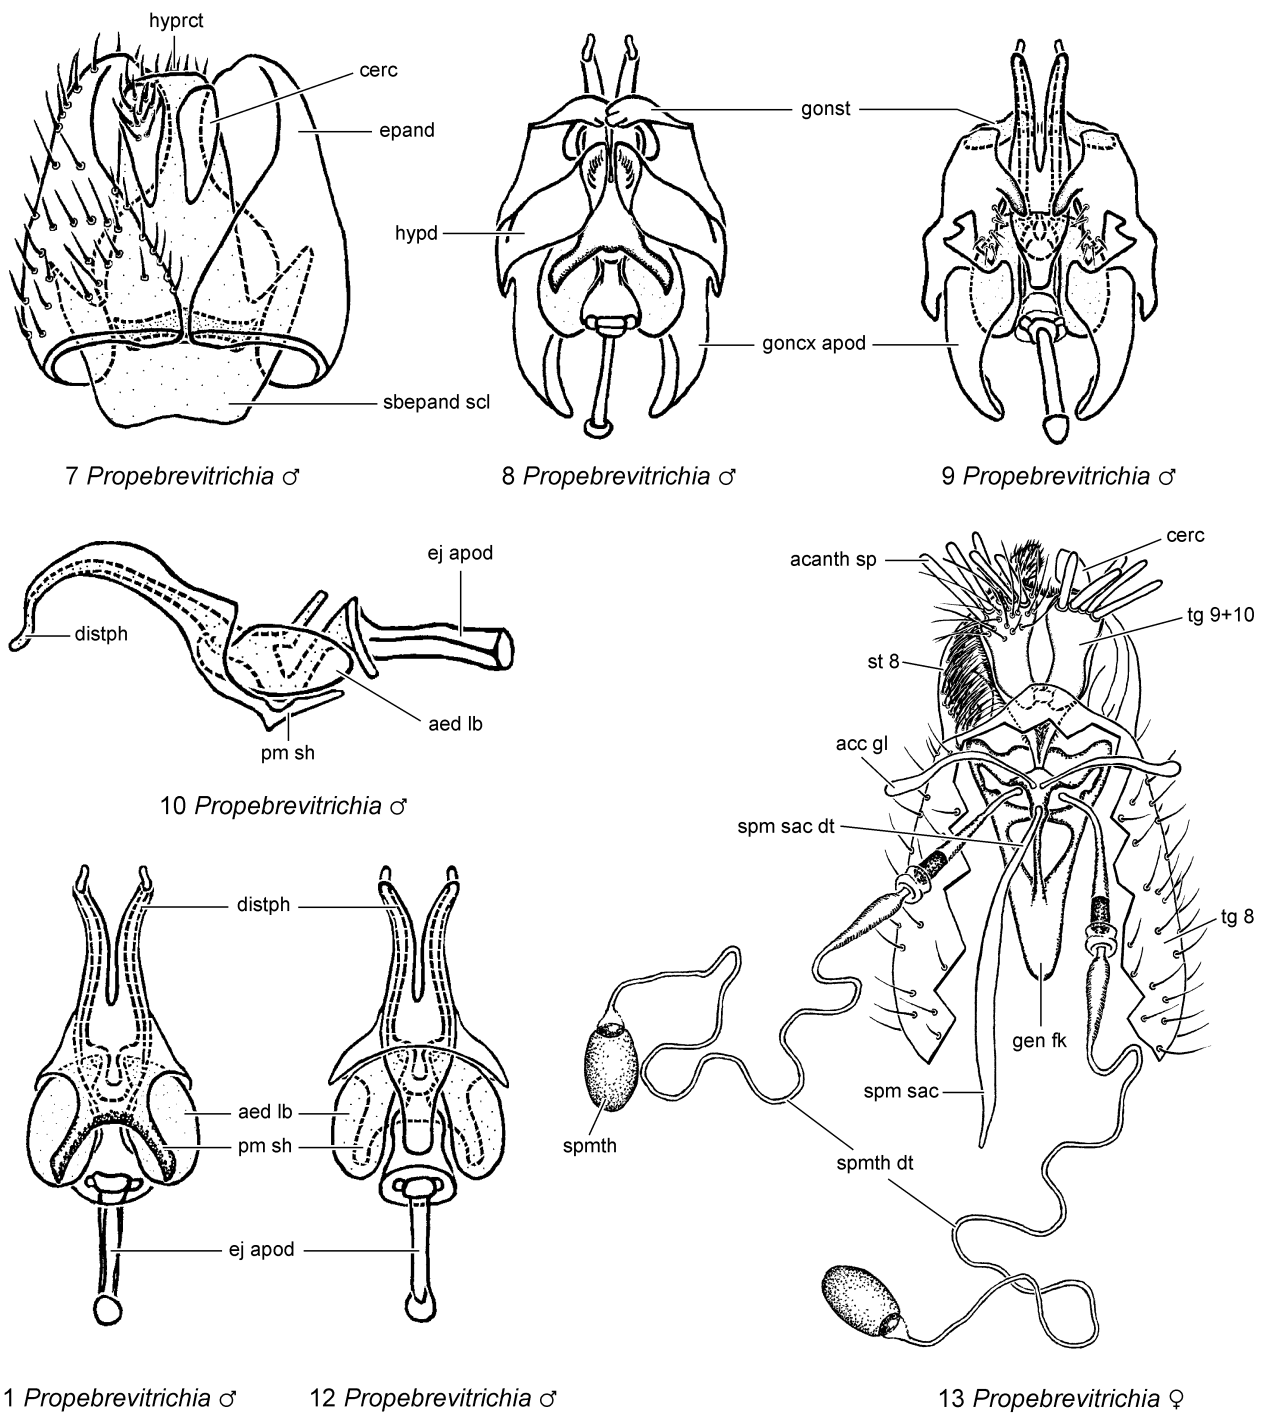 hyprct
cerc
epand
sbepand scl
7 Propebrevitrichia ♂
gonst
hypd
goncx apod
8 Propebrevitrichia ♂
9 Propebrevitrichia ♂
ej apod
distph
aed lb
pm sh
10 Propebrevitrichia ♂
acanth sp
cerc
tg 9+10
st 8
acc gl
spm sac dt
tg 8
gen fk
spm sac
spmth
spmth dt
distph
aed lb
pm sh
ej apod
1 Propebrevitrichia ♂
12 Propebrevitrichia ♂
13 Propebrevitrichia ♀